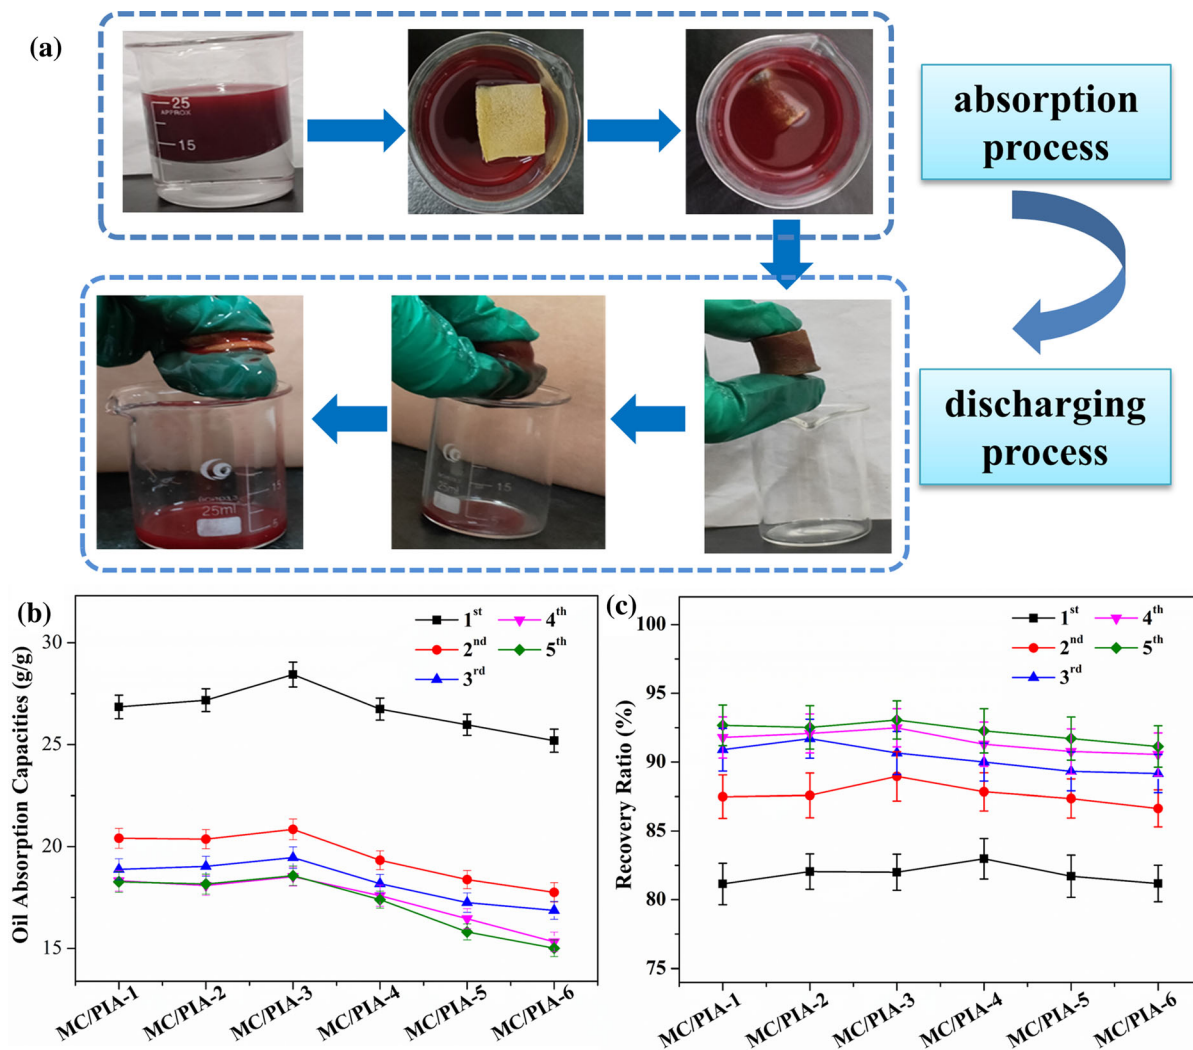 (a)
25
APPROX
15
absorption
process
15
25ml
15
5
25ml
discharging
process
(b)
Oil Absorption Capacities (g/g)
30
25
20
15
1st
2nd
3rd
4th
5th
MC/PIA-1
MC/PIA-2
MC/PIA-3
MC/PIA-4
MC/PIA-5
MC/PIA-6
(c)
Recovery Ratio (%)
100
95
90
85
80
75
1st
2nd
3rd
4th
5th
MC/PIA-1
MC/PIA-2
MC/PIA-3
MC/PIA-4
MC/PIA-5
MC/PIA-6